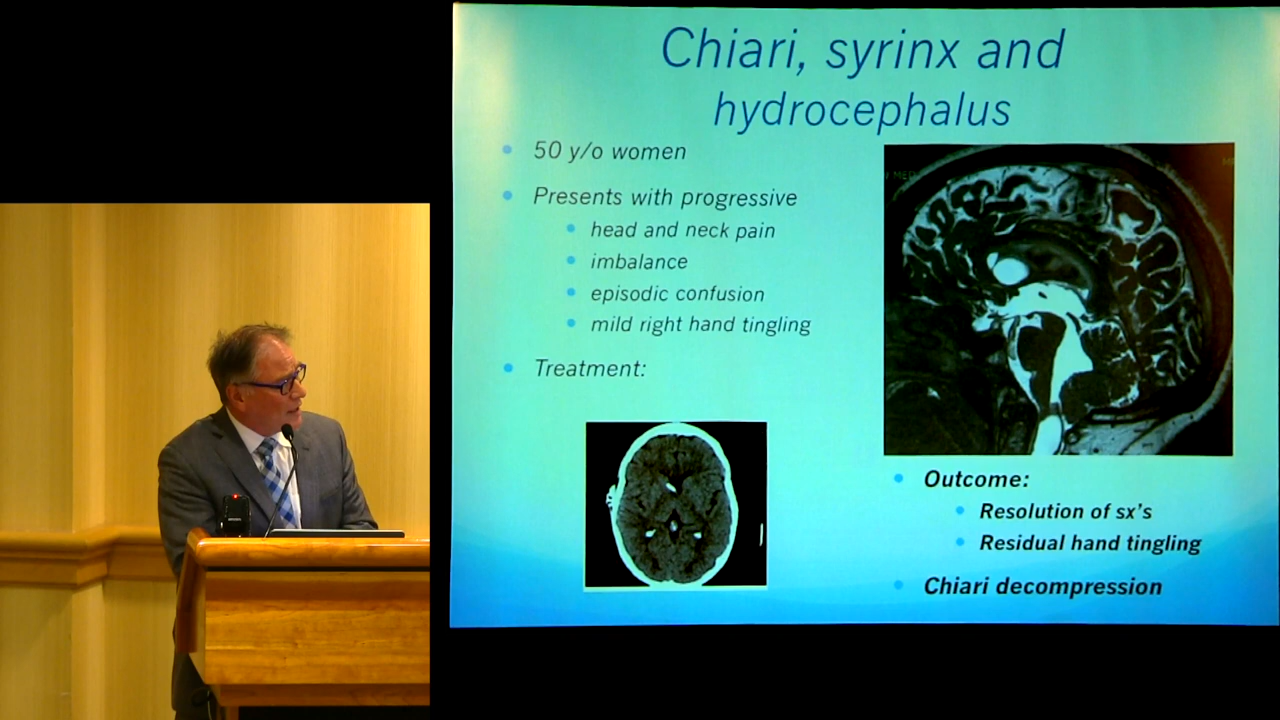 Chiari, syrinx and
hydrocephalus
50 y/o women
Presents with progressive
head and neck pain
imbalance
episodic confusion
mild right hand tingling
Treatment:
Outcome:
Resolution of sx's
Residual hand tingling
Chiari decompression